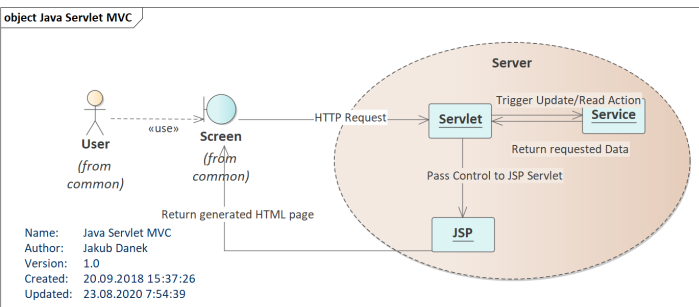 object Java Servlet MVC
Server
Trigger Update/Read Action
HTTP Request
Servlet
Service
«use»
Screen
User
(from
common)
(from
common)
Return requested Data
Pass Control to JSP Servlet
Return generated HTML page
JSP
Name: Java Servlet MVC
Author: Jakub Danek
Version: 1.0
Created: 20.09.2018 15:37:26
Updated: 23.08.2020 7:54:39